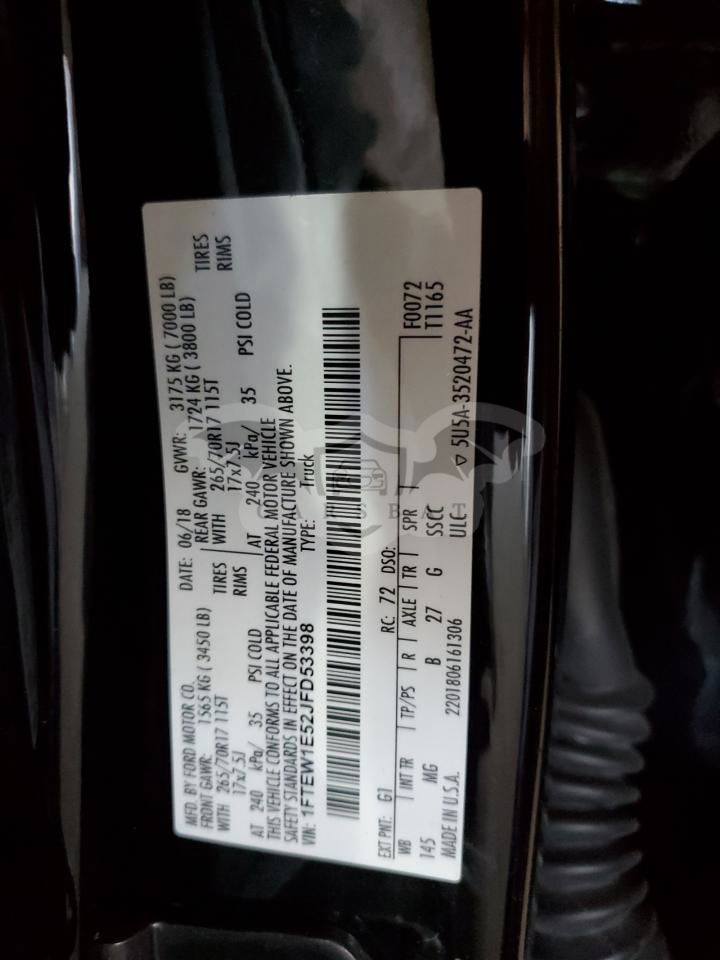 MFD. BY FORD MOTOR CO.
DATE: 06/18 GVWR: 3175 KG ( 7000 LB)
FRONT GAWR: 1565 KG ( 3450 LB) REAR GAWR: 1724 KG ( 3800 LB)
WITH 265/70R17 115T TIRES WITH 265/70R17 115T TIRES
17x7.5J RIMS 17x7.5J RIMS
AT 240 kPa/ 35 PSI COLD AT 240 kPa/ 35 PSI COLD
THIS VEHICLE CONFORMS TO ALL APPLICABLE FEDERAL MOTOR VEHICLE
SAFETY STANDARDS IN EFFECT ON THE DATE OF MANUFACTURE SHOWN ABOVE.
VIN: 1FTEW1E52JFD53398 TYPE: Truck
EXT PNT: G1 RC: 72 DSO: F0072
WB INT TR TP/PS R AXLE TR SPR T1165
145 MG B 27 G SSCC
MADE IN U.S.A. 2201806161306 ULC ▽ 5U5A-3520472-AA
CARSBAT